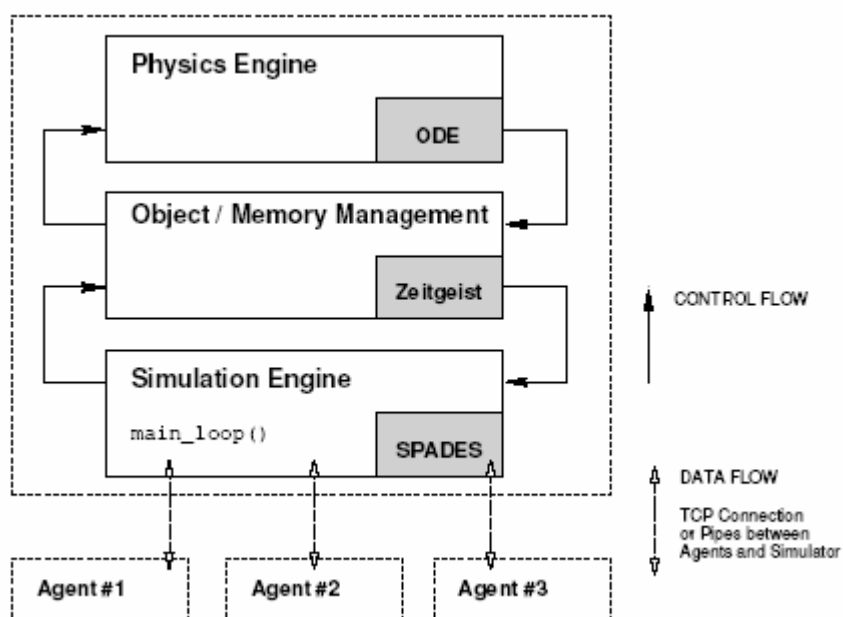 Physics Engine
ODE
Object / Memory Management
Zeitgeist
Simulation Engine
main_loop()
SPADES
CONTROL FLOW
DATA FLOW
TCP Connection
or Pipes between
Agents and Simulator
Agent #1
Agent #2
Agent #3